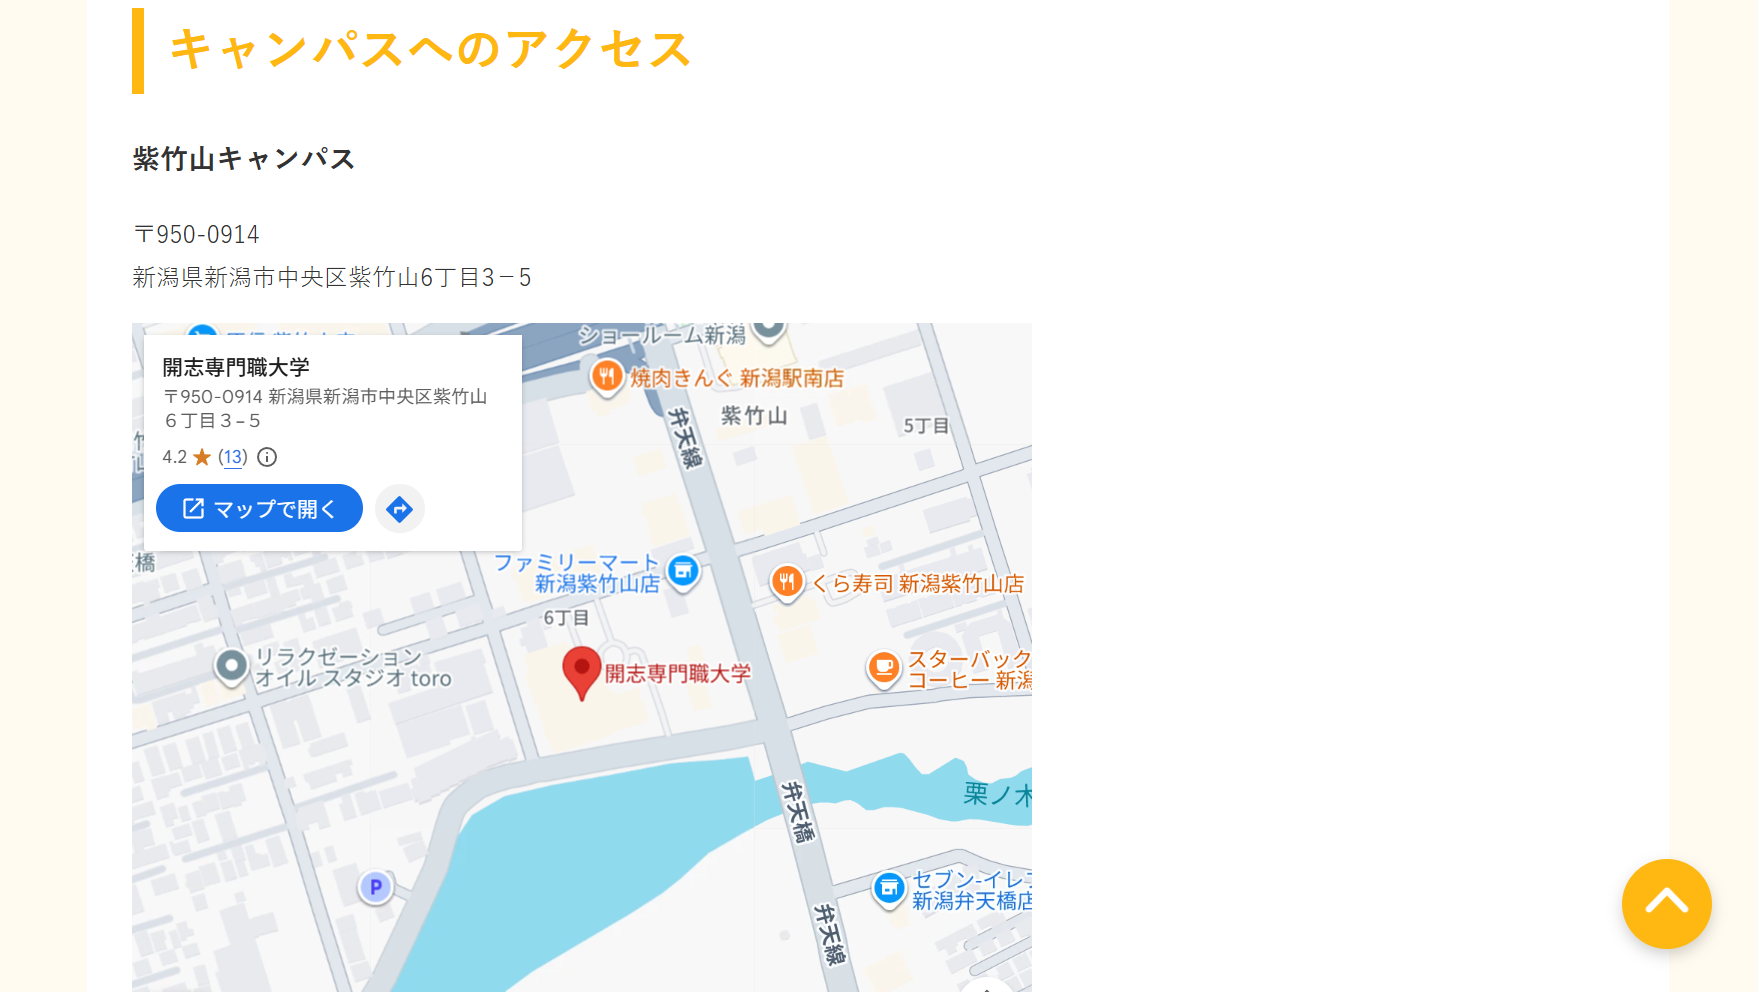 キャンパスへのアクセス
紫竹山キャンパス
〒950-0914
新潟県新潟市中央区紫竹山6丁目3－5
ショールーム新潟
開志専門職大学
〒950-0914 新潟県新潟市中央区紫竹山
６丁目３−５
4.2 ★ (13)
マップで開く
焼肉きんぐ 新潟駅南店
紫竹山
5丁目
弁天線
橋
ファミリーマート
新潟紫竹山店
くら寿司 新潟紫竹山店
6丁目
リラクゼーション
オイル スタジオ toro
開志専門職大学
スターバック
コーヒー 新潟
弁天橋
栗ノ木
P
セブン-イレブ
新潟弁天橋店
弁天線